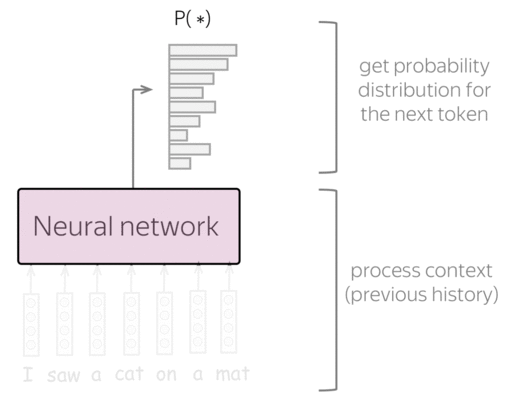 P( * )
get probability
distribution for
the next token
Neural network
process context
(previous history)
I saw a cat on a mat